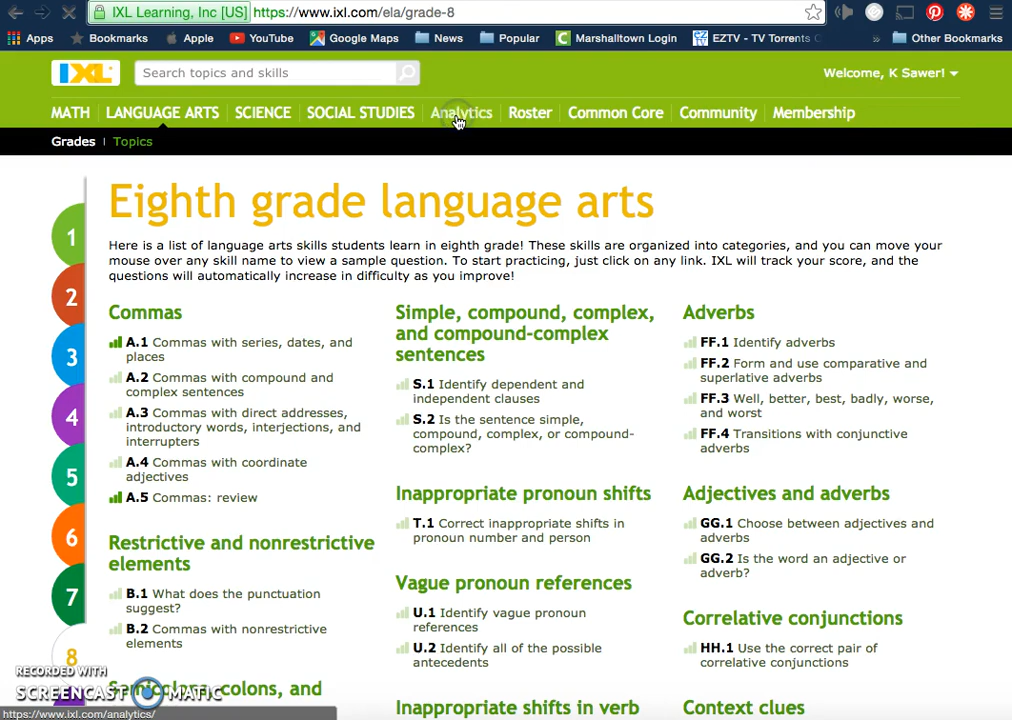 IXL Learning, Inc [US] https://www.ixl.com/ela/grade-8
Apps Bookmarks Apple YouTube Google Maps News Popular Marshalltown Login EZTV - TV Torrents » Other Bookmarks
IXL Search topics and skills Welcome, K Sawer!
MATH LANGUAGE ARTS SCIENCE SOCIAL STUDIES Analytics Roster Common Core Community Membership
Grades Topics
1
2
3
4
5
6
7
8
Eighth grade language arts
Here is a list of language arts skills students learn in eighth grade! These skills are organized into categories, and you can move your
mouse over any skill name to view a sample question. To start practicing, just click on any link. IXL will track your score, and the
questions will automatically increase in difficulty as you improve!
Commas
A.1 Commas with series, dates, and
places
A.2 Commas with compound and
complex sentences
A.3 Commas with direct addresses,
introductory words, interjections, and
interrupters
A.4 Commas with coordinate
adjectives
A.5 Commas: review
Restrictive and nonrestrictive
elements
B.1 What does the punctuation
suggest?
B.2 Commas with nonrestrictive
elements
colons, and
Simple, compound, complex,
and compound-complex
sentences
S.1 Identify dependent and
independent clauses
S.2 Is the sentence simple,
compound, complex, or compound-
complex?
Inappropriate pronoun shifts
T.1 Correct inappropriate shifts in
pronoun number and person
Vague pronoun references
U.1 Identify vague pronoun
references
U.2 Identify all of the possible
antecedents
Inappropriate shifts in verb
Adverbs
FF.1 Identify adverbs
FF.2 Form and use comparative and
superlative adverbs
FF.3 Well, better, best, badly, worse,
and worst
FF.4 Transitions with conjunctive
adverbs
Adjectives and adverbs
GG.1 Choose between adjectives and
adverbs
GG.2 Is the word an adjective or
adverb?
Correlative conjunctions
HH.1 Use the correct pair of
correlative conjunctions
Context clues
RECORDED WITH
SCREENCAST MATIC
https://www.ixl.com/analytics/